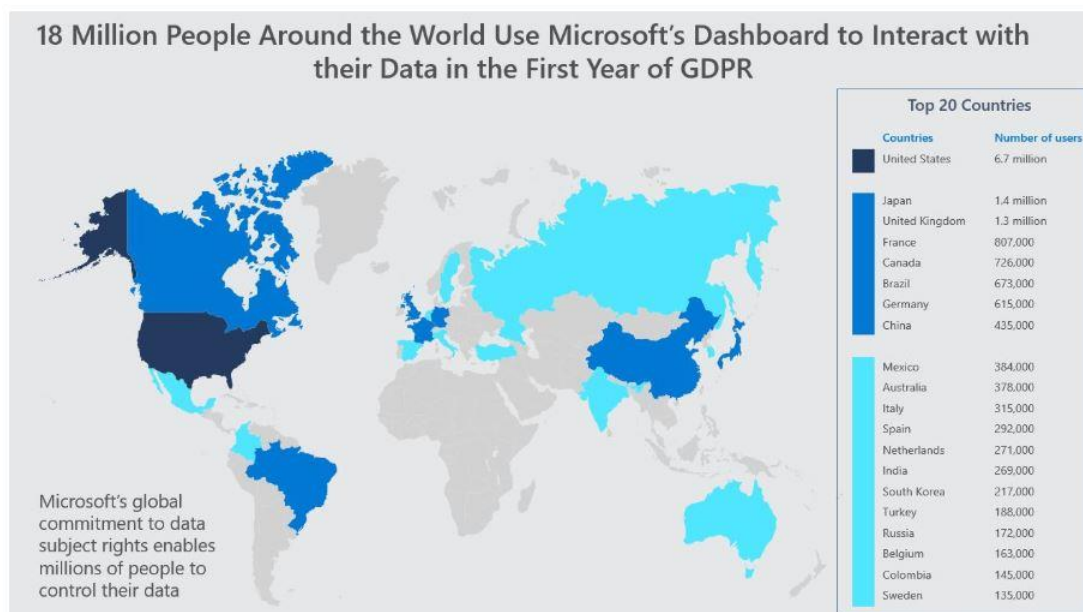 18 Million People Around the World Use Microsoft's Dashboard to Interact with
their Data in the First Year of GDPR
Top 20 Countries
Countries Number of users
United States 6.7 million
Japan 1.4 million
United Kingdom 1.3 million
France 807,000
Canada 726,000
Brazil 673,000
Germany 615,000
China 435,000
Mexico 384,000
Australia 378,000
Italy 315,000
Spain 292,000
Netherlands 271,000
India 269,000
South Korea 217,000
Turkey 188,000
Russia 172,000
Belgium 163,000
Colombia 145,000
Sweden 135,000
Microsoft's global
commitment to data
subject rights enables
millions of people to
control their data